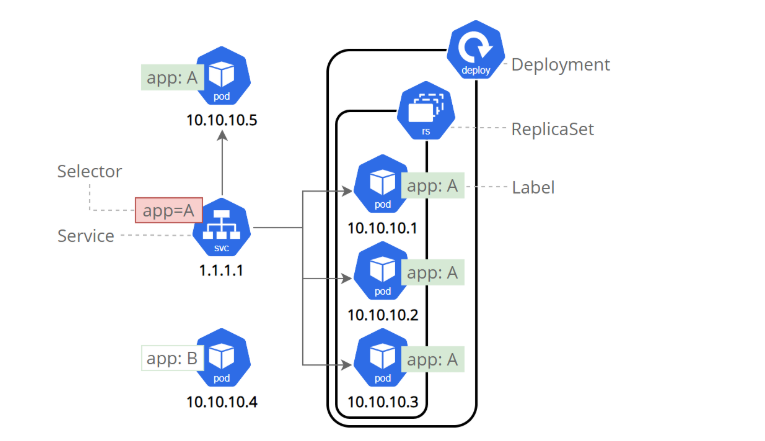 deploy
Deployment
app: A
pod
10.10.10.5
rs
ReplicaSet
Selector
app=A
Service
svc
1.1.1.1
pod
app: A
Label
10.10.10.1
pod
app: A
10.10.10.2
app: B
pod
10.10.10.4
pod
app: A
10.10.10.3